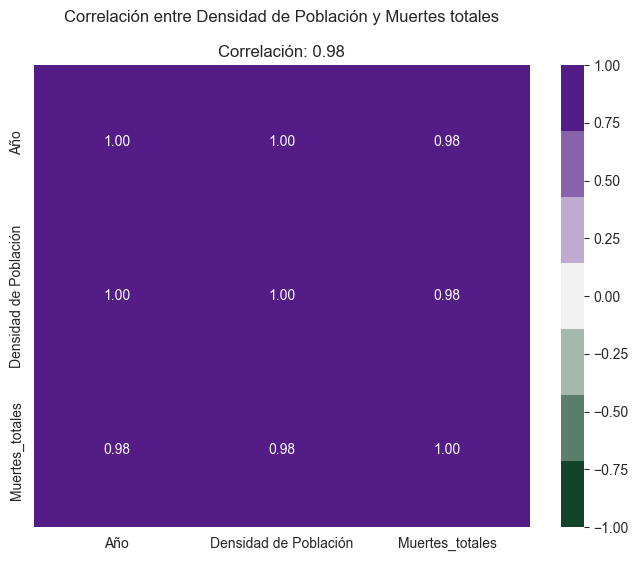 Correlación entre Densidad de Población y Muertes totales
Correlación: 0.98
Año
1.00
1.00
0.98
Densidad de Población
1.00
1.00
0.98
Muertes_totales
0.98
0.98
1.00
Año
Densidad de Población
Muertes_totales
1.00
0.75
0.50
0.25
0.00
−0.25
−0.50
−0.75
−1.00